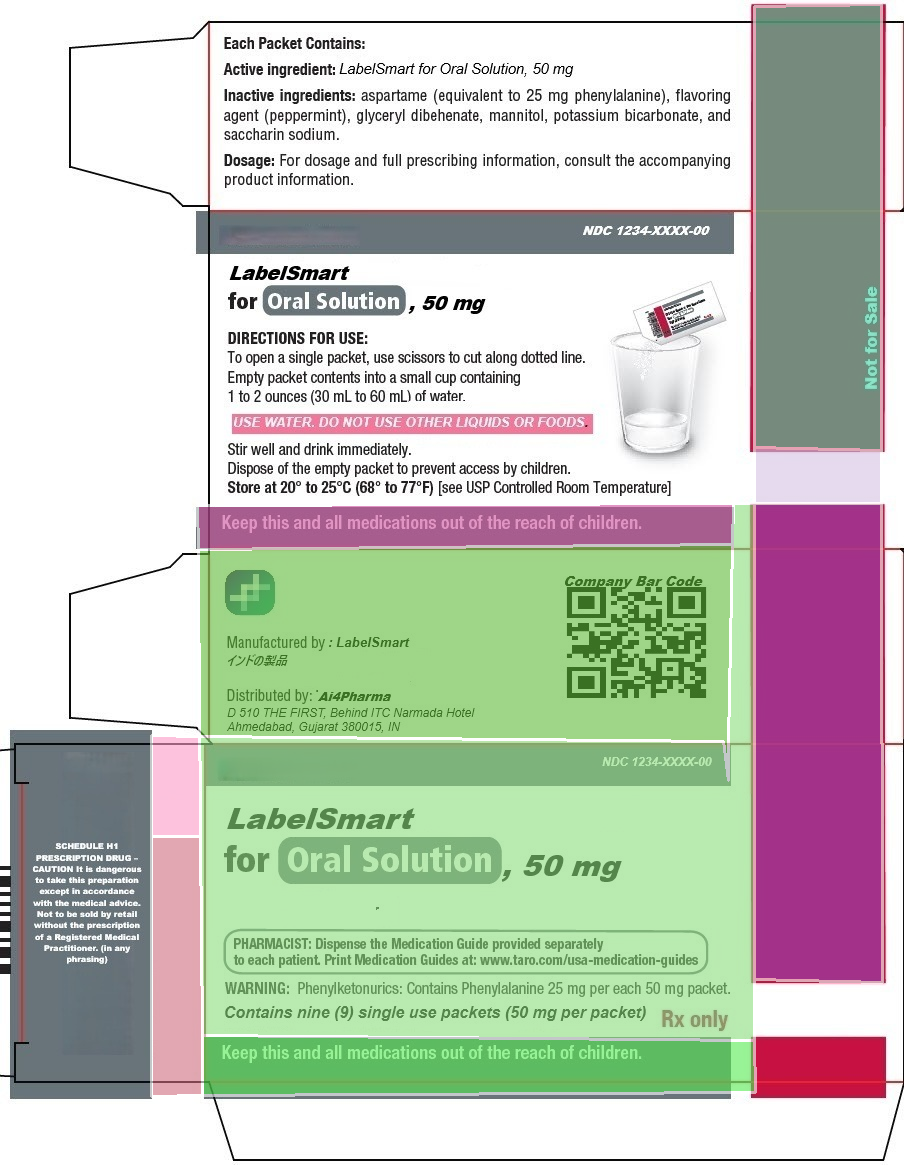 Each Packet Contains:
Active ingredient: LabelSmart for Oral Solution, 50 mg
Inactive ingredients: aspartame (equivalent to 25 mg phenylalanine), flavoring
agent (peppermint), glyceryl dibehenate, mannitol, potassium bicarbonate, and
saccharin sodium.
Dosage: For dosage and full prescribing information, consult the accompanying
product information.
NDC 1234-XXXX-00
LabelSmart
for Oral Solution , 50 mg
DIRECTIONS FOR USE:
To open a single packet, use scissors to cut along dotted line.
Empty packet contents into a small cup containing
1 to 2 ounces (30 mL to 60 mL) of water.
USE WATER. DO NOT USE OTHER LIQUIDS OR FOODS.
Stir well and drink immediately.
Dispose of the empty packet to prevent access by children.
Store at 20° to 25°C (68° to 77°F) [see USP Controlled Room Temperature]
Not for Sale
Keep this and all medications out of the reach of children.
Company Bar Code
Manufactured by : LabelSmart
インドの製品
Distributed by: Ai4Pharma
D 510 THE FIRST, Behind ITC Narmada Hotel
Ahmedabad, Gujarat 380015, IN
NDC 1234-XXXX-00
LabelSmart
for Oral Solution , 50 mg
PHARMACIST: Dispense the Medication Guide provided separately
to each patient. Print Medication Guides at: www.taro.com/usa-medication-guides
WARNING: Phenylketonurics: Contains Phenylalanine 25 mg per each 50 mg packet.
Contains nine (9) single use packets (50 mg per packet)
Rx only
Keep this and all medications out of the reach of children.
SCHEDULE H1
PRESCRIPTION DRUG –
CAUTION It is dangerous
to take this preparation
except in accordance
with the medical advice.
Not to be sold by retail
without the prescription
of a Registered Medical
Practitioner. (in any
phrasing)